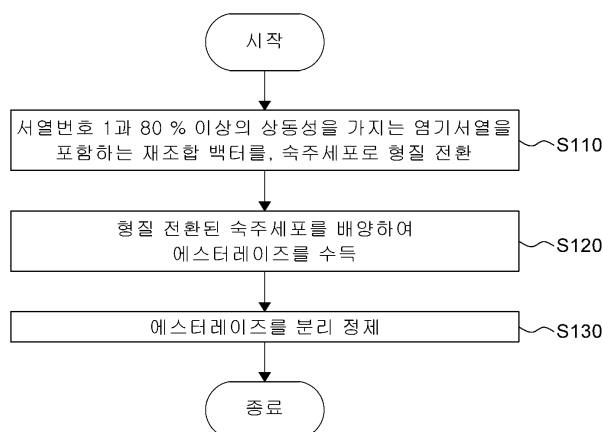 시작
서열번호 1과 80 % 이상의 상동성을 가지는 염기서열을
포함하는 재조합 백터를, 숙주세포로 형질 전환
S110
형질 전환된 숙주세포를 배양하여
에스터레이즈를 수득
S120
에스터레이즈를 분리 정제
S130
종료